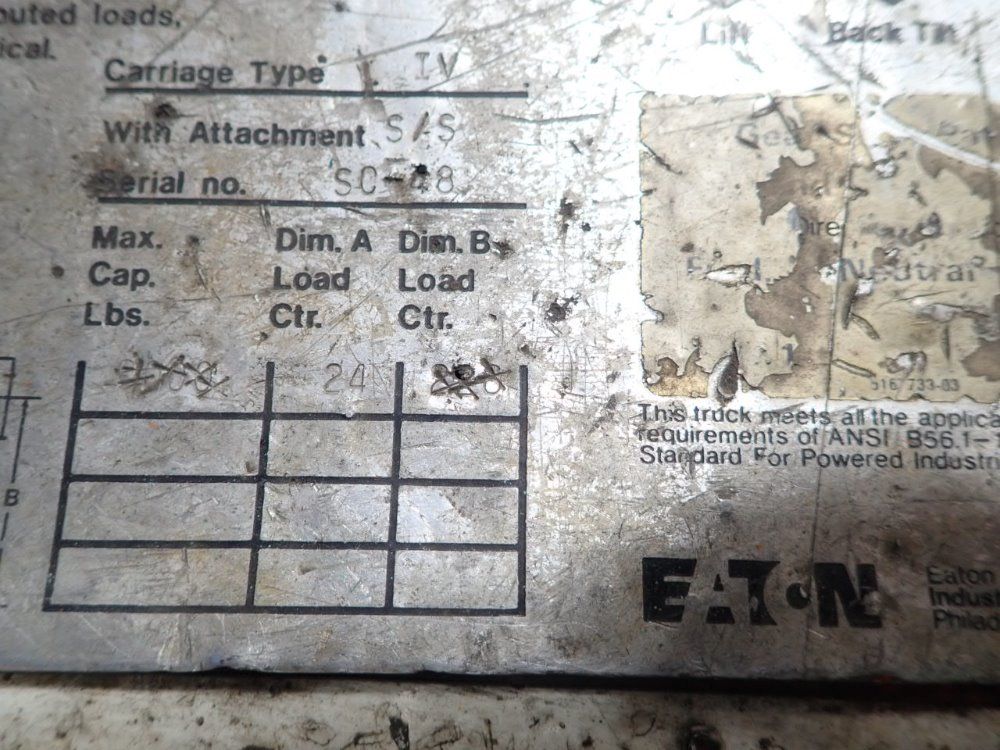 buted loads,
ical.
Carriage Type IV
With Attachment S/S
Serial no. SC-48
Max. Dim. A Dim. B
Cap. Load Load
Lbs. Ctr. Ctr.
24
B
Lift Back Tilt
Neutral
733-03
This truck meets all the applica
requirements of ANSI B56.1-
Standard For Powered Industri
EATON
Eaton
Indus
Philad